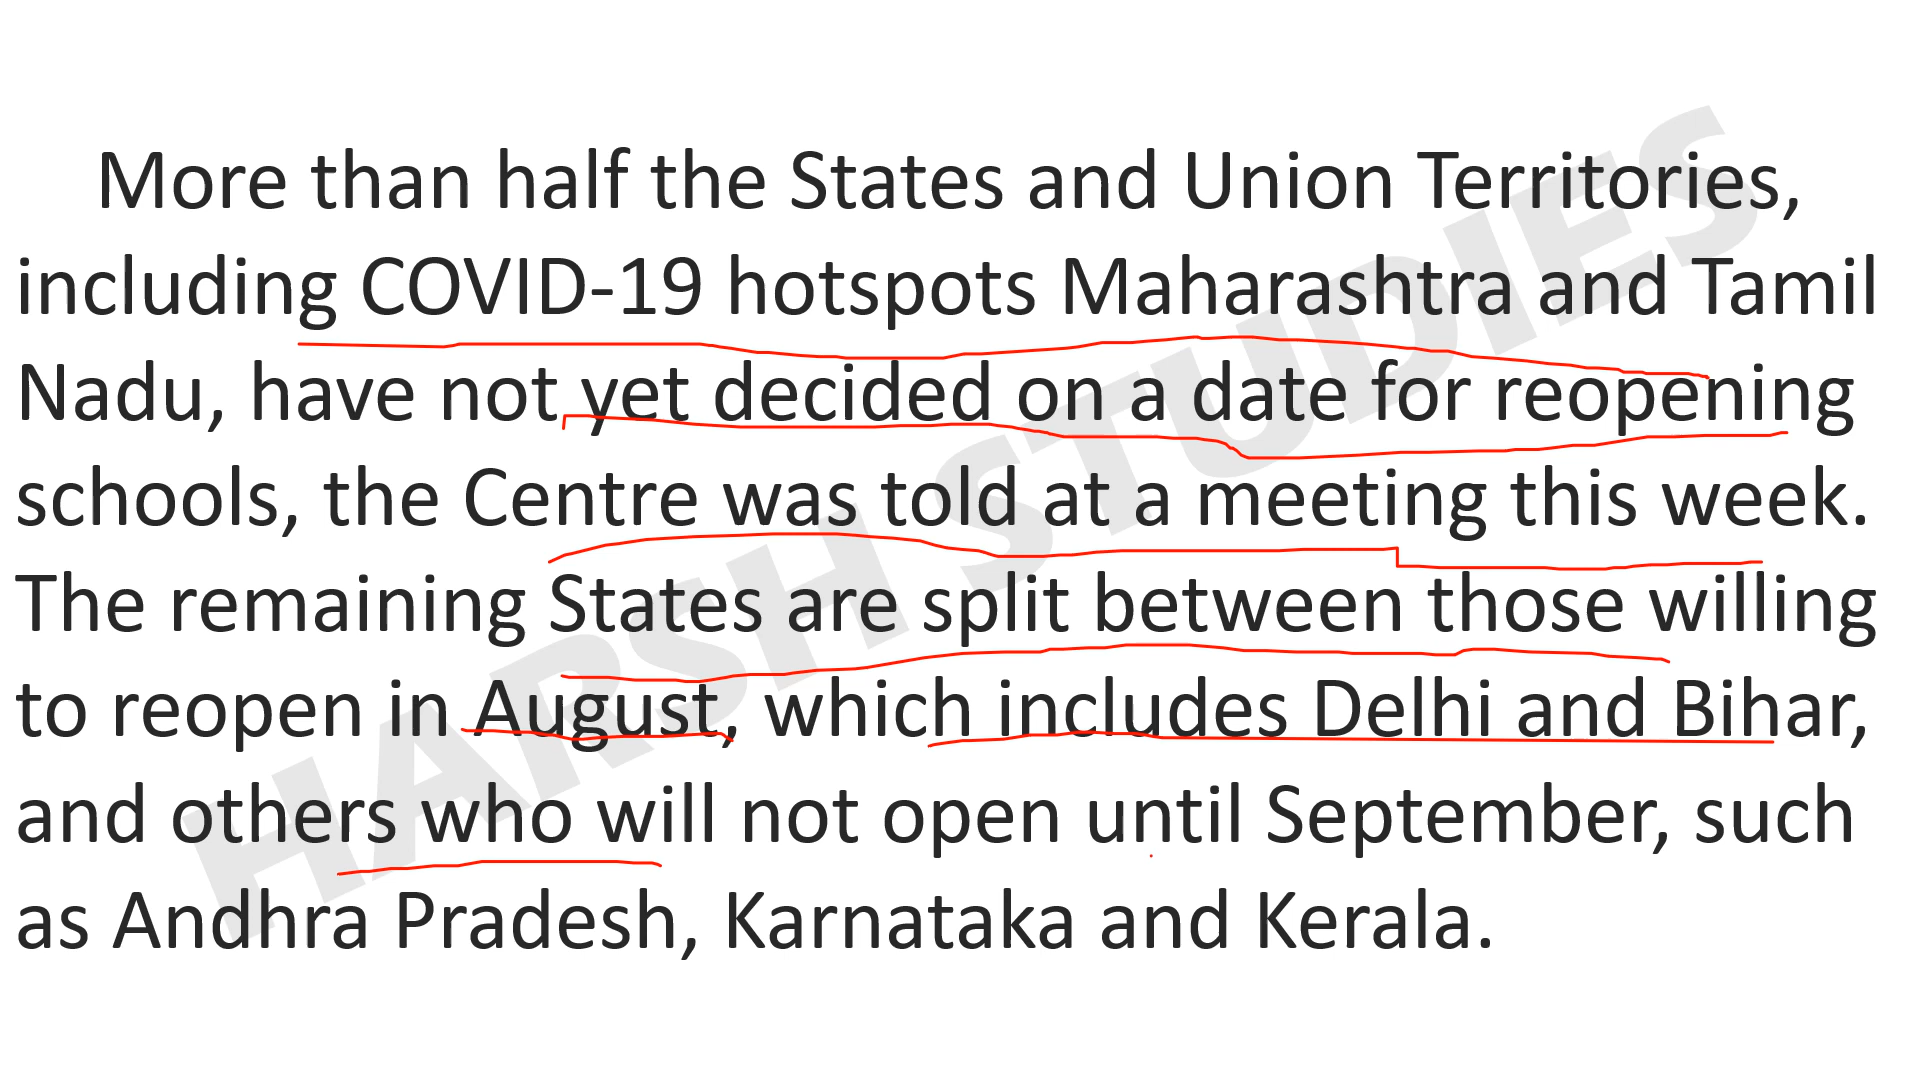 More than half the States and Union Territories,
including COVID-19 hotspots Maharashtra and Tamil
Nadu, have not yet decided on a date for reopening
schools, the Centre was told at a meeting this week.
The remaining States are split between those willing
to reopen in August, which includes Delhi and Bihar,
and others who will not open until September, such
as Andhra Pradesh, Karnataka and Kerala.
HARSH STUDIES